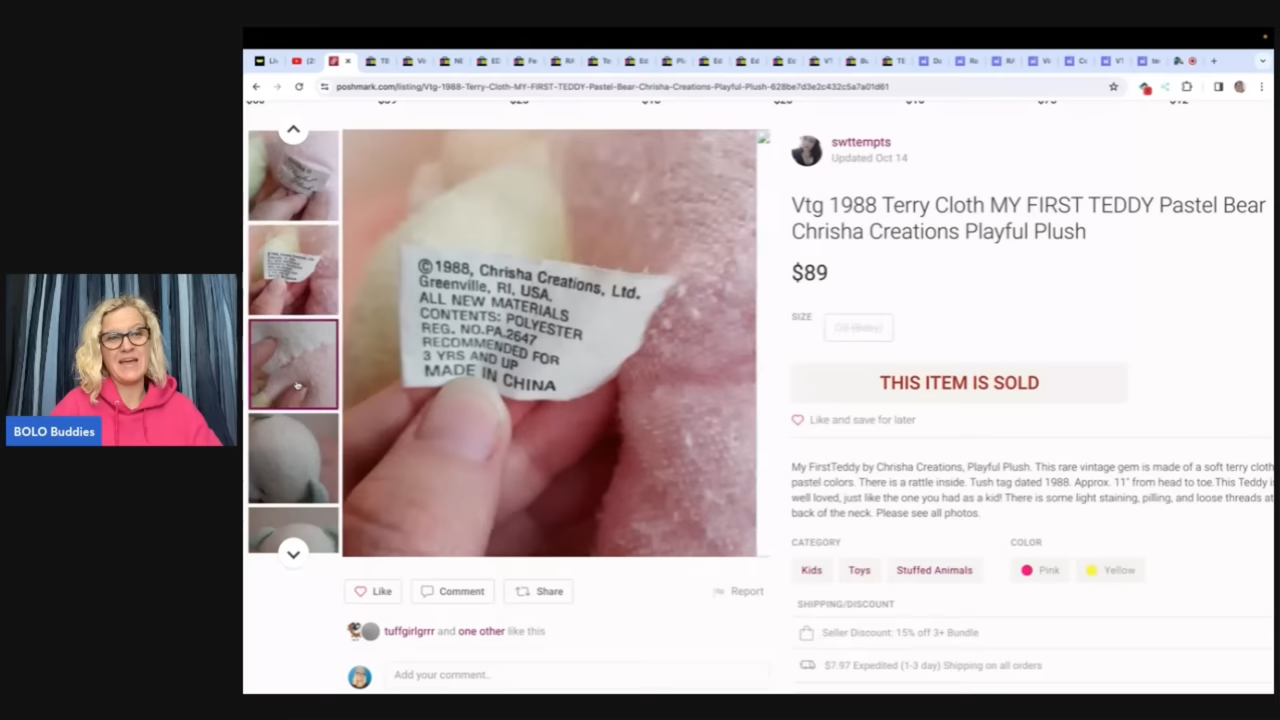 poshmark.com/listing/Vtg-1988-Terry-Cloth-MY-FIRST-TEDDY-Pastel-Bear-Chrisha-Creations-Playful-Plush-628be7d3e2c432c5a7a01d61
swttempts
Updated Oct 14
Vtg 1988 Terry Cloth MY FIRST TEDDY Pastel Bear
Chrisha Creations Playful Plush
$89
SIZE
THIS ITEM IS SOLD
Like and save for later
©1988, Chrisha Creations, Ltd.
Greenville, RI, USA.
ALL NEW MATERIALS
CONTENTS: POLYESTER
REG. NO.PA.2647
RECOMMENDED FOR
3 YRS AND UP
MADE IN CHINA
BOLO Buddies
My FirstTeddy by Chrisha Creations, Playful Plush. This rare vintage gem is made of a soft terry cloth
pastel colors. There is a rattle inside. Tush tag dated 1988. Approx. 11" from head to toe.This Teddy i
well loved, just like the one you had as a kid! There is some light staining, pilling, and loose threads at
back of the neck. Please see all photos.
CATEGORY
COLOR
Kids
Toys
Stuffed Animals
Pink
Yellow
SHIPPING/DISCOUNT
Seller Discount: 15% off 3+ Bundle
$7.97 Expedited (1-3 day) Shipping on all orders
Like
Comment
Share
Report
tuffgirlgrrr and one other like this
Add your comment..